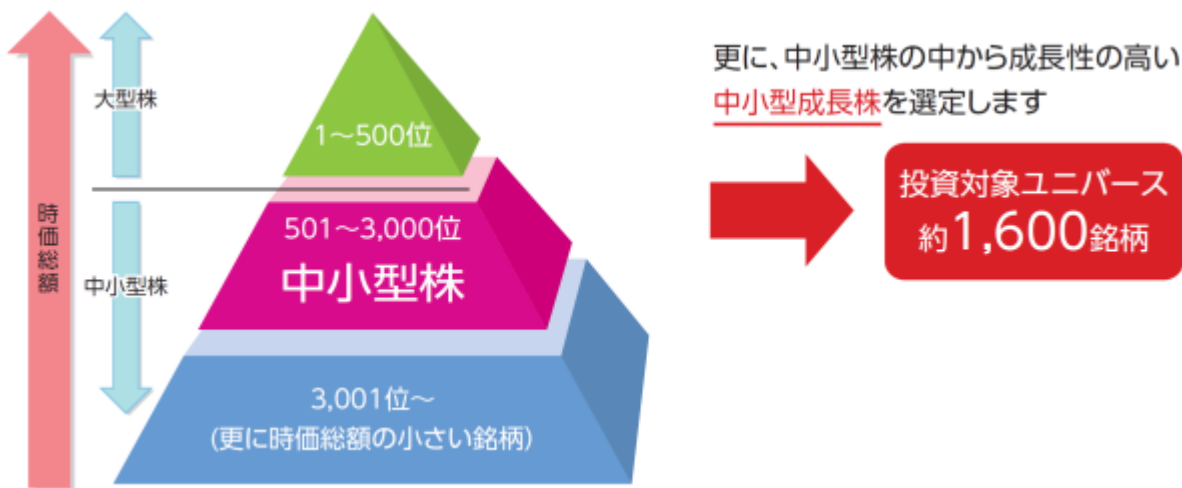 時価総額
大型株
中小型株
1～500位
501～3,000位
中小型株
3,001位～
(更に時価総額の小さい銘柄)
更に、中小型株の中から成長性の高い
中小型成長株を選定します
投資対象ユニバース
約1,600銘柄